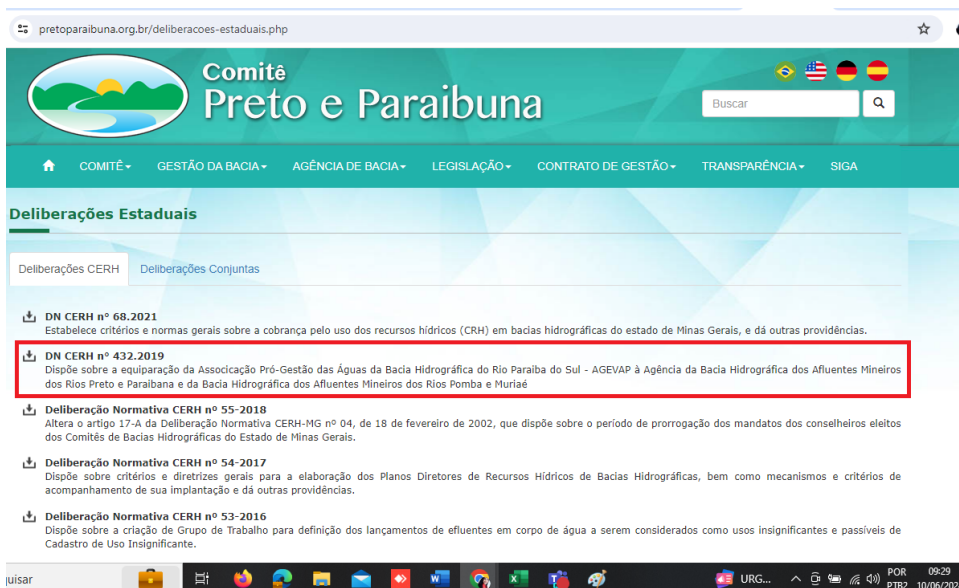 pretoparaibuna.org.br/deliberacoes-estaduais.php
Comitê
Preto e Paraibuna
Buscar
COMITÊ GESTÃO DA BACIA AGÊNCIA DE BACIA LEGISLAÇÃO CONTRATO DE GESTÃO TRANSPARÊNCIA SIGA
Deliberações Estaduais
Deliberações CERH Deliberações Conjuntas
DN CERH n° 68.2021
Estabelece critérios e normas gerais sobre a cobrança pelo uso dos recursos hídricos (CRH) em bacias hidrográficas do estado de Minas Gerais, e dá outras providências.
DN CERH n° 432.2019
Dispõe sobre a equiparação da Associcação Pró-Gestão das Águas da Bacia Hidrográfica do Rio Paraiba do Sul - AGEVAP à Agência da Bacia Hidrográfica dos Afluentes Mineiros
dos Rios Preto e Paraibana e da Bacia Hidrográfica dos Afluentes Mineiros dos Rios Pomba e Muriaé
Deliberação Normativa CERH nº 55-2018
Altera o artigo 17-A da Deliberação Normativa CERH-MG nº 04, de 18 de fevereiro de 2002, que dispõe sobre o período de prorrogação dos mandatos dos conselheiros eleitos
dos Comitês de Bacias Hidrográficas do Estado de Minas Gerais.
Deliberação Normativa CERH nº 54-2017
Dispõe sobre critérios e diretrizes gerais para a elaboração dos Planos Diretores de Recursos Hídricos de Bacias Hidrográficas, bem como mecanismos e critérios de
acompanhamento de sua implantação e dá outras providências.
Deliberação Normativa CERH nº 53-2016
Dispõe sobre a criação de Grupo de Trabalho para definição dos lançamentos de efluentes em corpo de água a serem considerados como usos insignificantes e passíveis de
Cadastro de Uso Insignificante.
quisar URG... POR 09:29
PTB2 10/06/202